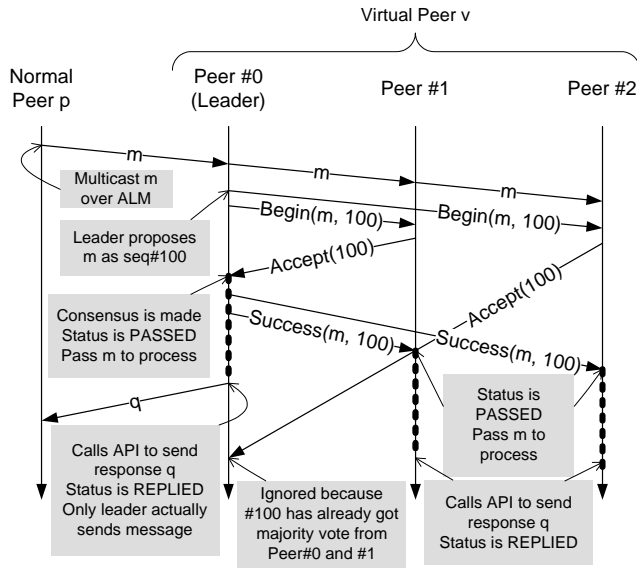 Virtual Peer v
Normal
Peer p
Peer #0
(Leader)
Peer #1
Peer #2
m
m
m
Multicast m
over ALM
Begin(m, 100)
Begin(m, 100)
Leader proposes
m as seq#100
Accept(100)
Accept(100)
Consensus is made
Status is PASSED
Pass m to process
Success(m, 100)
Success(m, 100)
q
Status is
PASSED
Pass m to
process
Calls API to send
response q
Status is REPLIED
Only leader actually
sends message
Ignored because
#100 has already got
majority vote from
Peer#0 and #1
Calls API to send
response q
Status is REPLIED